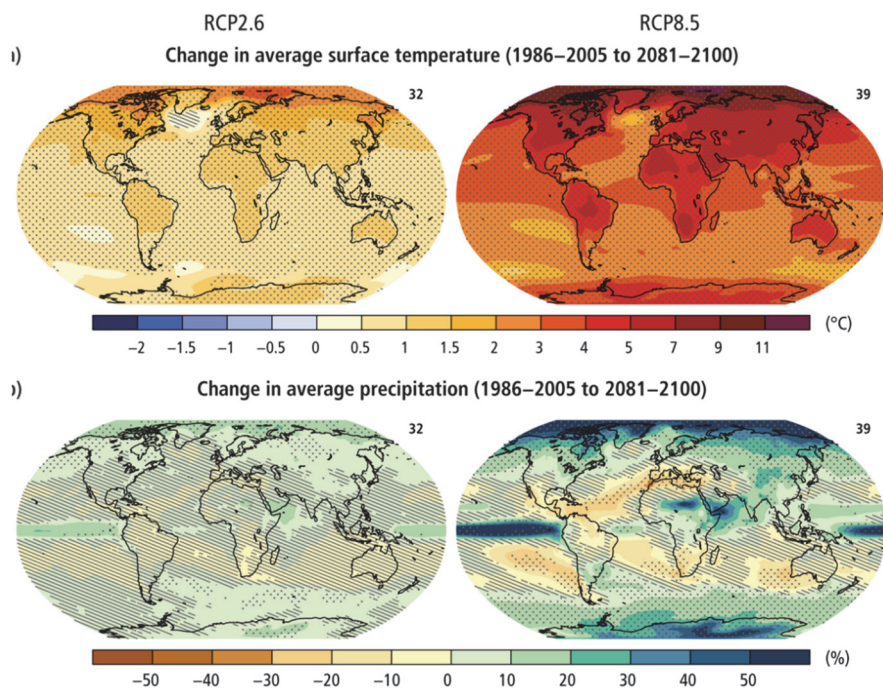 RCP2.6 RCP8.5
) Change in average surface temperature (1986–2005 to 2081–2100)
32 39
−2 −1.5 −1 −0.5 0 0.5 1 1.5 2 3 4 5 7 9 11 (°C)
) Change in average precipitation (1986–2005 to 2081–2100)
32 39
−50 −40 −30 −20 −10 0 10 20 30 40 50 (%)